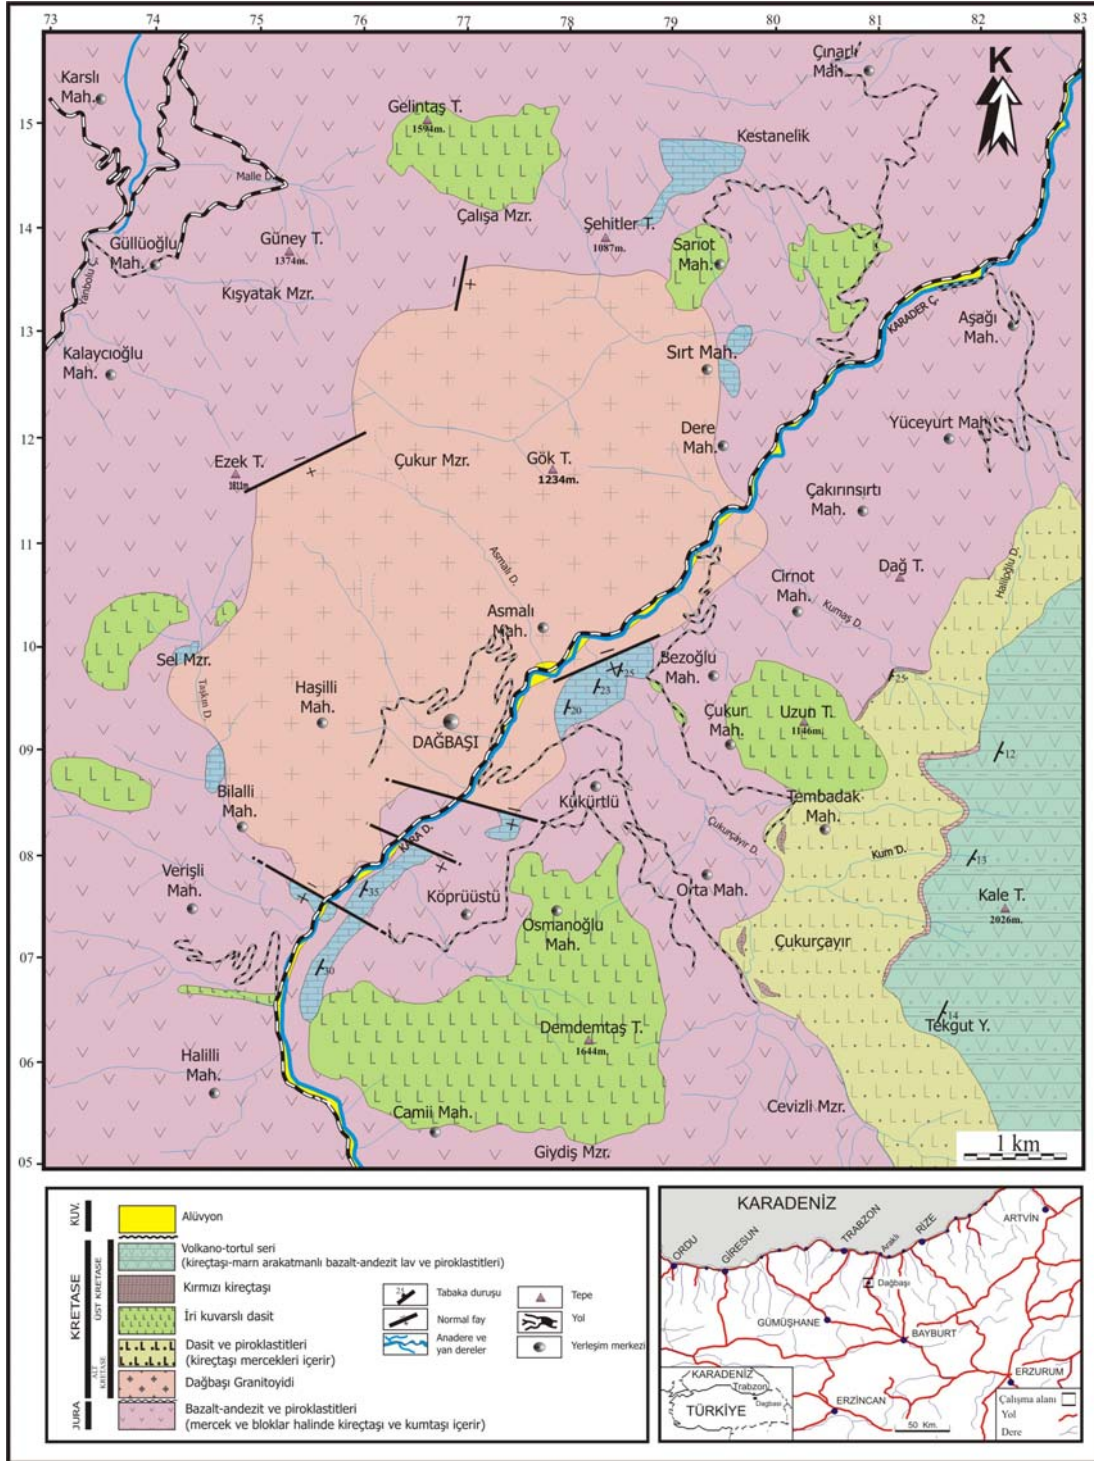 73 74 75 76 77 78 79 80 81 82 83
Çınarlı
Mah.
K
Karslı
Mah.
Gelintaş T.
1594m.
15
Kestanelik
Malle D.
Çalışa Mzr.
Şehitler T.
1087m.
14
Güllüoğlu
Mah.
Güney T.
1374m.
Sarıot
Mah.
Yanbolu Ç.
Kışyatak Mzr.
KARADER Ç.
Aşağı
Mah.
13
Kalaycıoğlu
Mah.
Sırt Mah.
12
Dere
Mah.
Yüceyurt Mah.
Ezek T.
Çukur Mzr.
Gök T.
1234m.
Çakırınsırtı
Mah.
11
Asmalı D.
Cirnot
Mah.
Dağ T.
Haliloğlu D.
Kumaş D.
Asmalı
Mah.
10
Sel Mzr.
Taşkın D.
Bezoğlu
Mah.
25
23
20
25
Haşilli
Mah.
DAĞBAŞI
Çukur
Mah.
Uzun T.
1146m.
09
12
Bilalli
Mah.
Kükürtlü
Tembadak
Mah.
KARA D.
Çukurçayır D.
Kum D.
08
13
Verişli
Mah.
35
Köprüüstü
Orta Mah.
Kale T.
2026m.
Osmanoğlu
Mah.
Çukurçayır
07
30
14
Tekgut Y.
Demdemtaş T.
1644m.
06
Halilli
Mah.
Camii Mah.
Cevizli Mzr.
05
Giydiş Mzr.
1 km
KUV.
Alüvyon
KRETASE
ÜST KRETASE
Volkano-tortul seri
(kireçtaşı-marn arakatmanlı bazalt-andezit lav ve piroklastitleri)
Kırmızı kireçtaşı
İri kuvarslı dasit
Dasit ve piroklastitleri
(kireçtaşı mercekleri içerir)
ALT
KRETASE
Dağbaşı Granitoyidi
JURA
Bazalt-andezit ve piroklastitleri
(mercek ve bloklar halinde kireçtaşı ve kumtaşı içerir)
25
Tabaka duruşu
Normal fay
Anadere ve
yan dereler
Tepe
Yol
Yerleşim merkezi
KARADENİZ
ORDU
GİRESUN
TRABZON
Araklı
RİZE
ARTVİN
Dağbaşı
GÜMÜŞHANE
BAYBURT
ERZURUM
ERZİNCAN
50 Km.
KARADENİZ
Trabzon
Dagbası
TÜRKİYE
Çalışma alanı
Yol
Dere